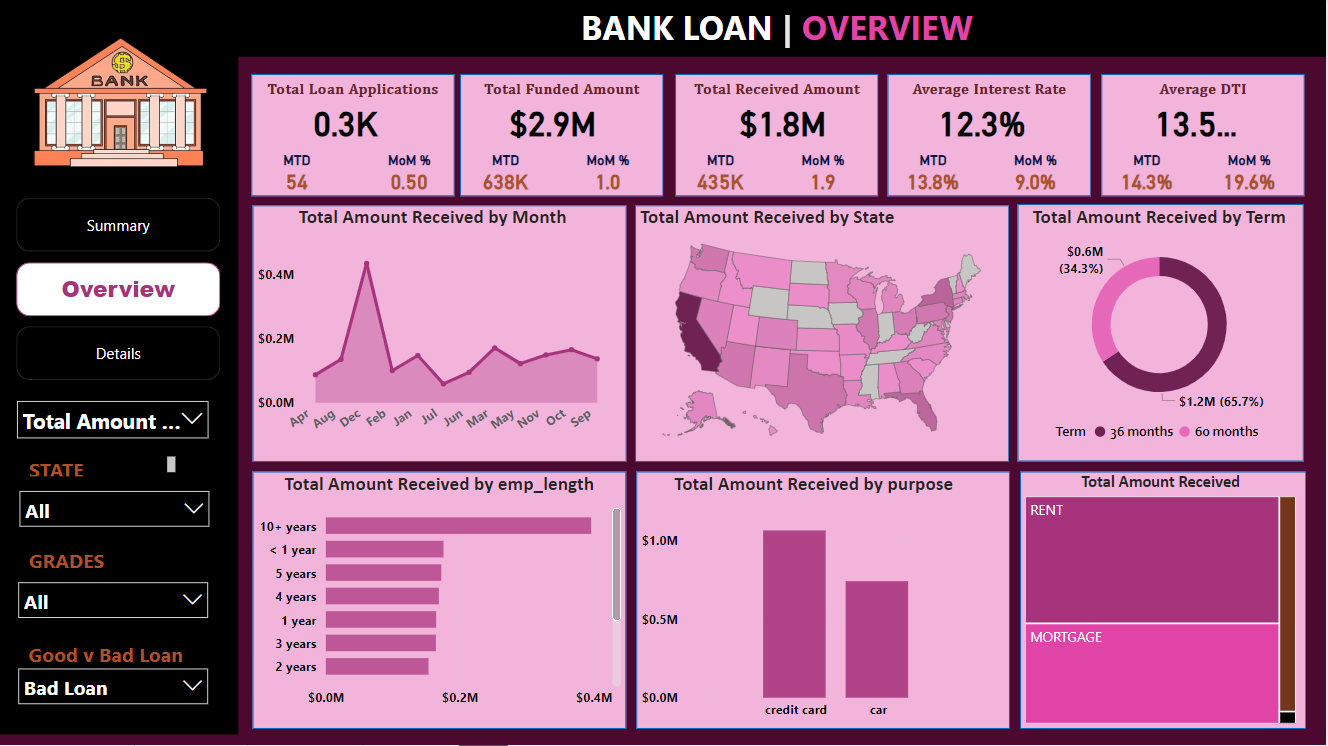 BANK LOAN | OVERVIEW
BANK
Summary
Overview
Details
Total Amount ...
STATE
All
GRADES
All
Good v Bad Loan
Bad Loan
Total Loan Applications
0.3K
MTD MoM %
54 0.50
Total Funded Amount
$2.9M
MTD MoM %
638K 1.0
Total Received Amount
$1.8M
MTD MoM %
435K 1.9
Average Interest Rate
12.3%
MTD MoM %
13.8% 9.0%
Average DTI
13.5...
MTD MoM %
14.3% 19.6%
Total Amount Received by Month
$0.4M
$0.2M
$0.0M
Apr Aug Dec Feb Jan Jul Jun Mar May Nov Oct Sep
Total Amount Received by State
Total Amount Received by Term
$0.6M
(34.3%)
$1.2M (65.7%)
Term 36 months 60 months
Total Amount Received by emp_length
10+ years
< 1 year
5 years
4 years
1 year
3 years
2 years
$0.0M $0.2M $0.4M
Total Amount Received by purpose
$1.0M
$0.5M
$0.0M
credit card car
Total Amount Received
RENT
MORTGAGE